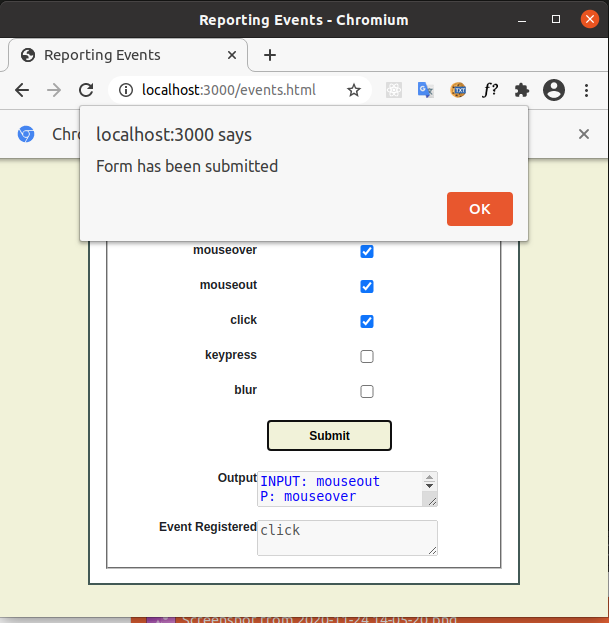 Reporting Events - Chromium
Reporting Events
localhost:3000/events.html
TXT
f?
Chr
localhost:3000 says
Form has been submitted
OK
mouseover
mouseout
click
keypress
blur
Submit
Output
INPUT: mouseout
P: mouseover
Event Registered
click
Screenshot from 2020-11-24 14-05-20.png